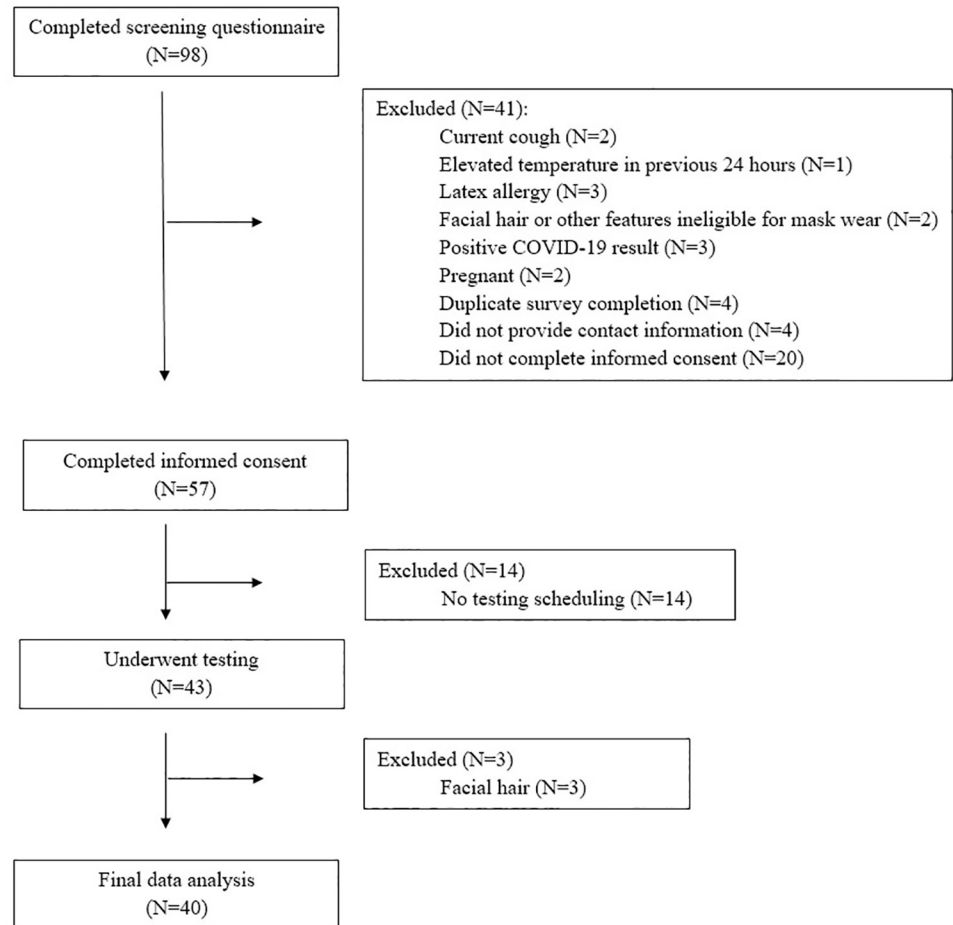 Completed screening questionnaire
(N=98)
Excluded (N=41):
Current cough (N=2)
Elevated temperature in previous 24 hours (N=1)
Latex allergy (N=3)
Facial hair or other features ineligible for mask wear (N=2)
Positive COVID-19 result (N=3)
Pregnant (N=2)
Duplicate survey completion (N=4)
Did not provide contact information (N=4)
Did not complete informed consent (N=20)
Completed informed consent
(N=57)
Excluded (N=14)
No testing scheduling (N=14)
Underwent testing
(N=43)
Excluded (N=3)
Facial hair (N=3)
Final data analysis
(N=40)